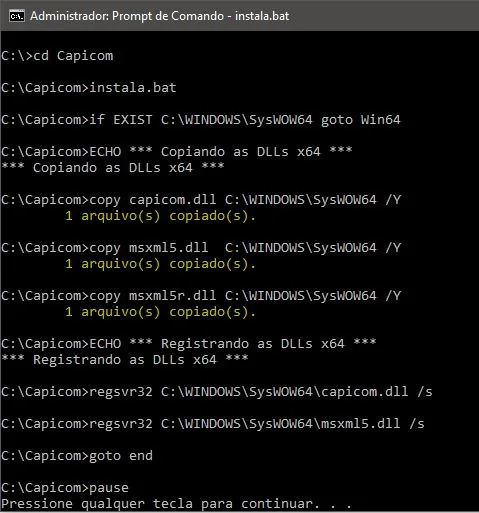 Administrador: Prompt de Comando - instala.bat
C:\>cd Capicom
C:\Capicom>instala.bat
C:\Capicom>if EXIST C:\WINDOWS\SysWOW64 goto Win64
C:\Capicom>ECHO *** Copiando as DLLs x64 ***
*** Copiando as DLLs x64 ***
C:\Capicom>copy capicom.dll C:\WINDOWS\SysWOW64 /Y
        1 arquivo(s) copiado(s).
C:\Capicom>copy msxml5.dll  C:\WINDOWS\SysWOW64 /Y
        1 arquivo(s) copiado(s).
C:\Capicom>copy msxml5r.dll C:\WINDOWS\SysWOW64 /Y
        1 arquivo(s) copiado(s).
C:\Capicom>ECHO *** Registrando as DLLs x64 ***
*** Registrando as DLLs x64 ***
C:\Capicom>regsvr32 C:\WINDOWS\SysWOW64\capicom.dll /s
C:\Capicom>regsvr32 C:\WINDOWS\SysWOW64\msxml5.dll /s
C:\Capicom>goto end
C:\Capicom>pause
Pressione qualquer tecla para continuar. . .